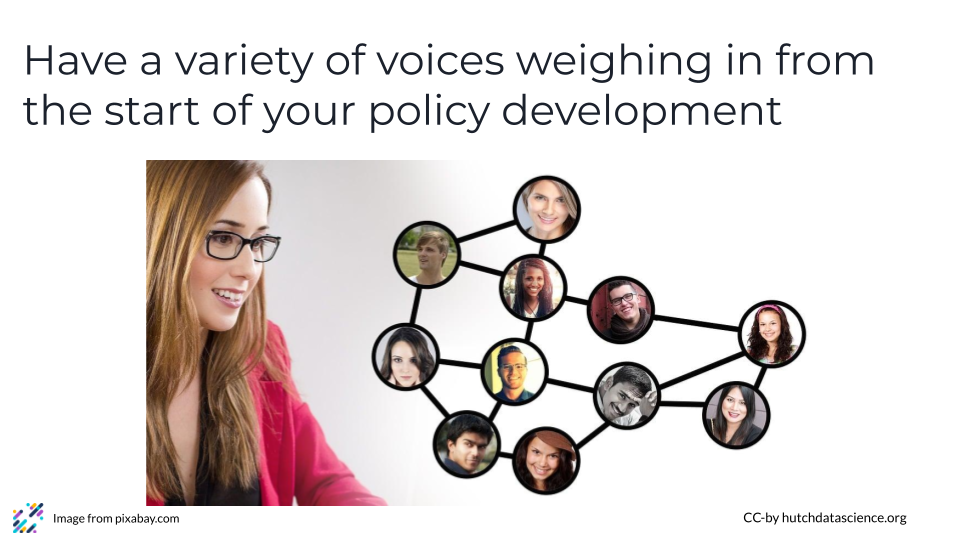 Have a variety of voices weighing in from
the start of your policy development
Image from pixabay.com
CC-by hutchdatascience.org